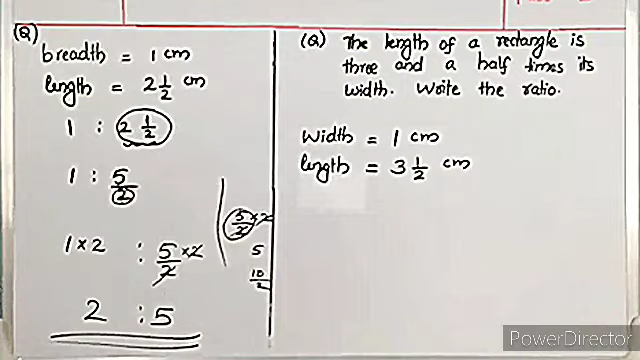 (Q)
breadth = 1 cm
length = 2 1/2 cm
1 : 2 1/2
1 : 5/2
1 × 2 : 5/2 × 2
2 : 5
5/2 × 2
5
10/2
(Q) The length of a rectangle is
three and a half times its
width. Write the ratio.
Width = 1 cm
length = 3 1/2 cm
PowerDirector